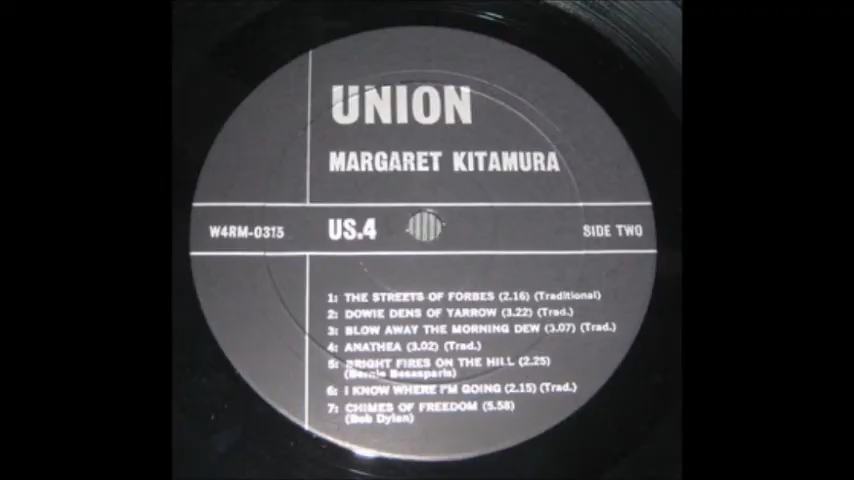 UNION
MARGARET KITAMURA
W4RM-0315 US.4 SIDE TWO
1: THE STREETS OF FORBES (2.16) (Traditional)
2: DOWIE DENS OF YARROW (3.22) (Trad.)
3: BLOW AWAY THE MORNING DEW (3.07) (Trad.)
4: ANATHEA (3.02) (Trad.)
5: BRIGHT FIRES ON THE HILL (2.25)
(Bernie
6: I KNOW WHERE I'M GOING (2.15) (Trad.)
7: CHIMES OF FREEDOM (5.58)
(Bob Dylan)